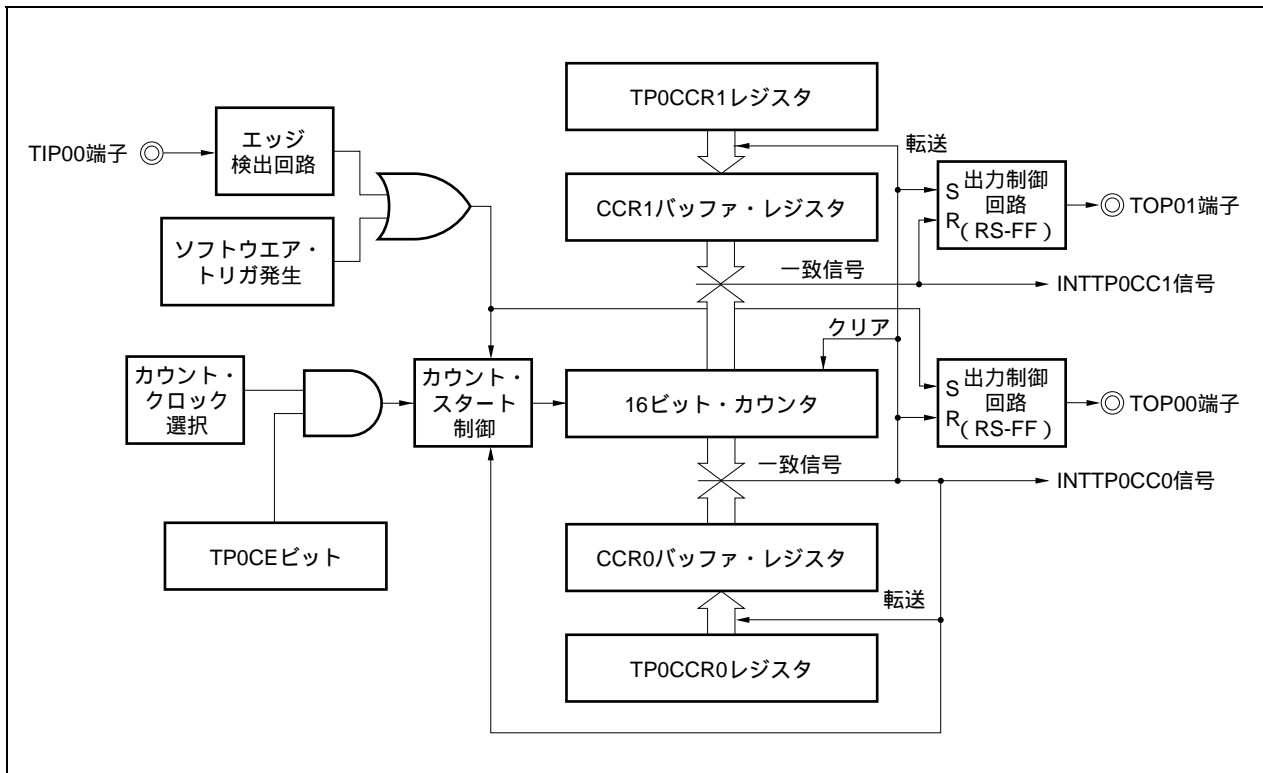 TP0CCR1レジスタ
TIP00端子
エッジ
検出回路
転送
CCR1バッファ・レジスタ
S
R
出力制御
回路
(RS-FF)
TOP01端子
ソフトウエア・
トリガ発生
一致信号
INTTP0CC1信号
クリア
カウント・
クロック
選択
カウント・
スタート
制御
16ビット・カウンタ
S
R
出力制御
回路
(RS-FF)
TOP00端子
一致信号
INTTP0CC0信号
TP0CEビット
CCR0バッファ・レジスタ
転送
TP0CCR0レジスタ